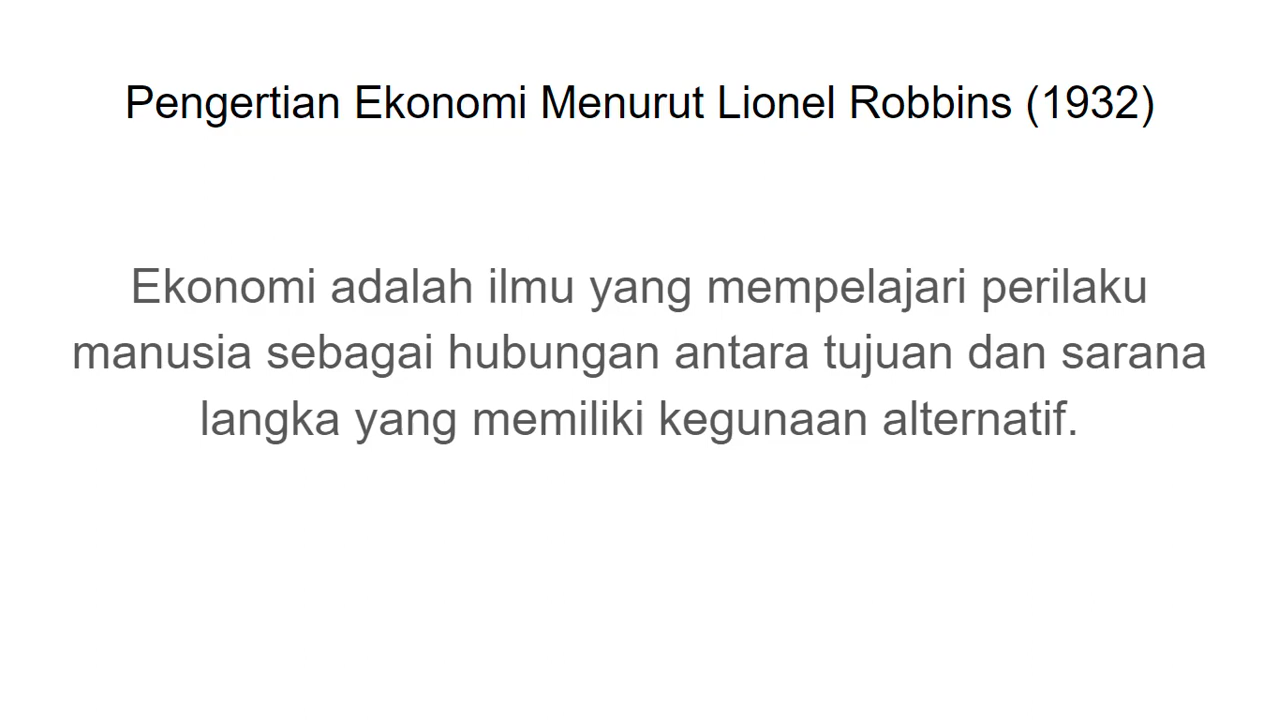 Pengertian Ekonomi Menurut Lionel Robbins (1932)
Ekonomi adalah ilmu yang mempelajari perilaku
manusia sebagai hubungan antara tujuan dan sarana
langka yang memiliki kegunaan alternatif.